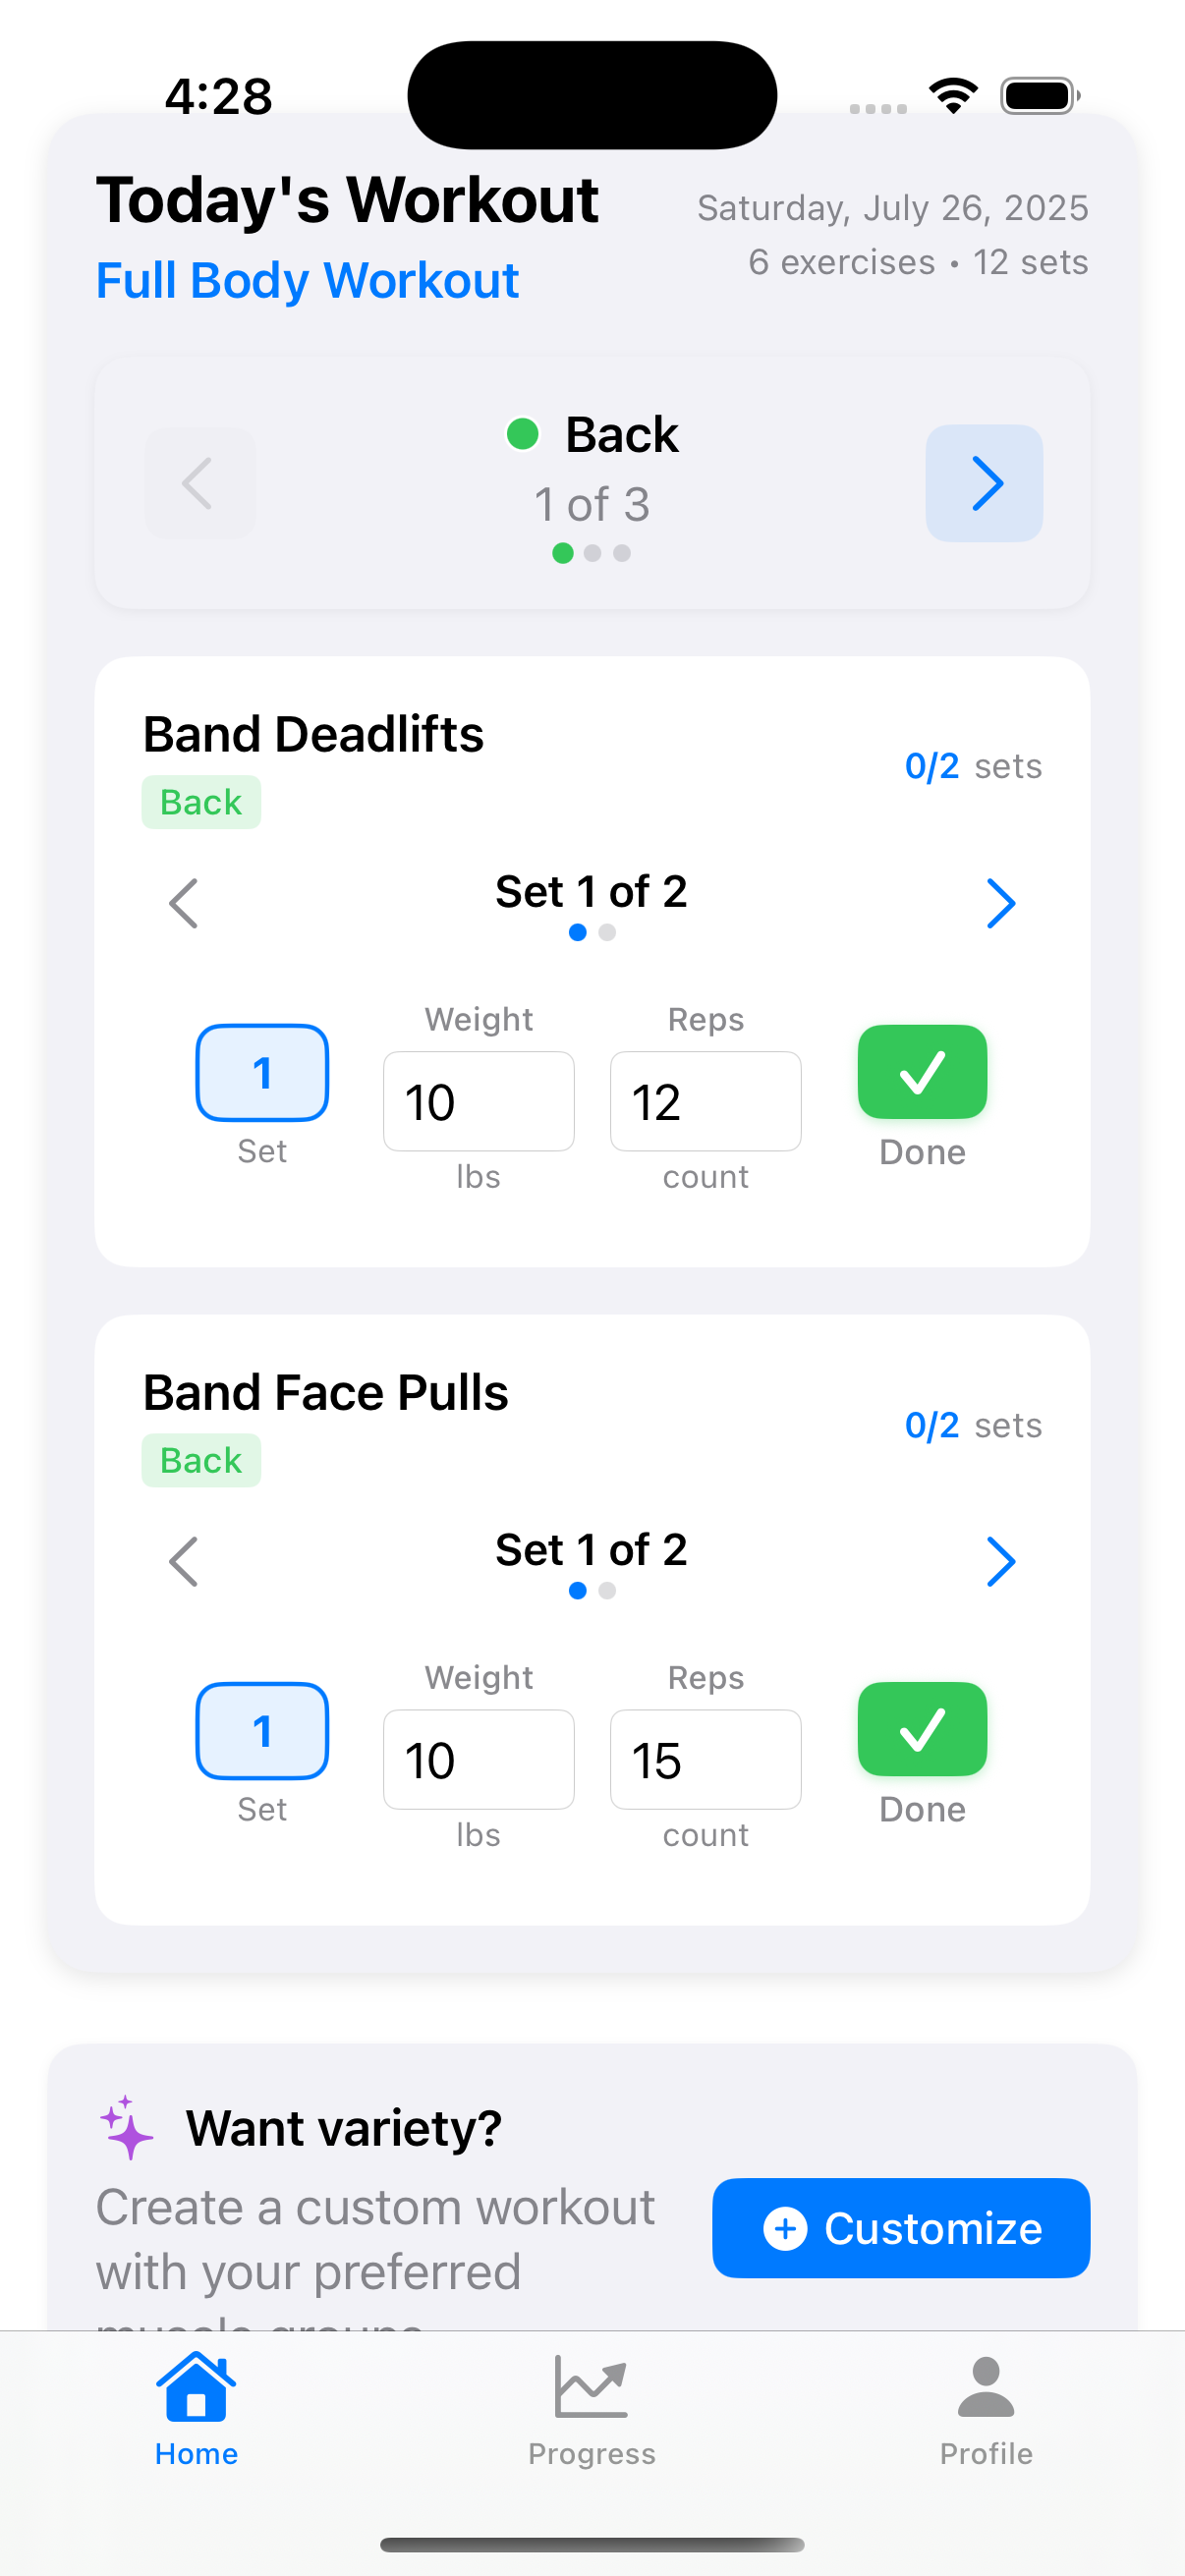 4:28
Today's Workout
Saturday, July 26, 2025
Full Body Workout
6 exercises • 12 sets
Back
1 of 3
Band Deadlifts
0/2 sets
Back
Set 1 of 2
Weight
Reps
1
10
12
Set
Done
lbs
count
Band Face Pulls
0/2 sets
Back
Set 1 of 2
Weight
Reps
1
10
15
Set
Done
lbs
count
Want variety?
Create a custom workout
with your preferred
muscle groups
Customize
Home
Progress
Profile